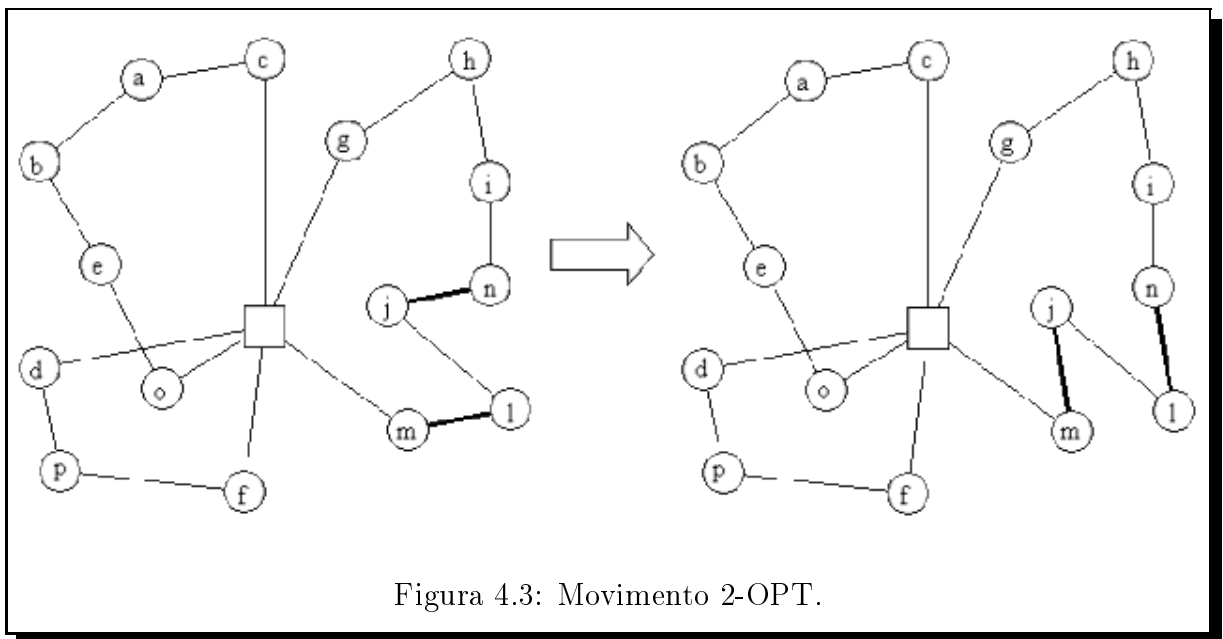 c h c h
a a
g g
b b
i i
e n e n
j j
d d
o l o l
m m
p p
f f
Figura 4.3: Movimento 2-OPT.